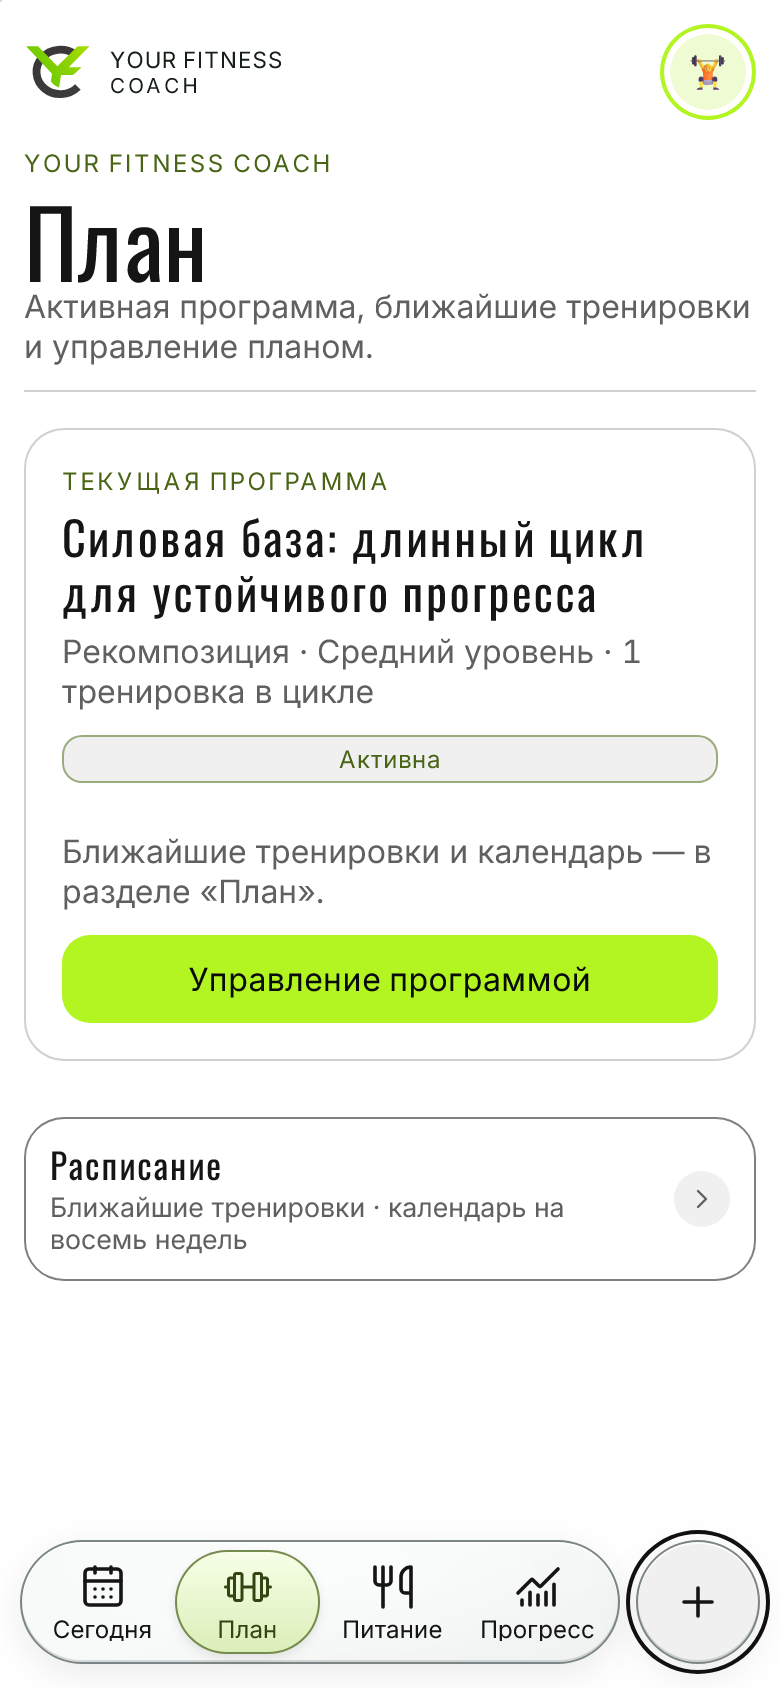 YOUR FITNESS
COACH
YOUR FITNESS COACH
План
Активная программа, ближайшие тренировки
и управление планом.
ТЕКУЩАЯ ПРОГРАММА
Силовая база: длинный цикл
для устойчивого прогресса
Рекомпозиция · Средний уровень · 1
тренировка в цикле
Активна
Ближайшие тренировки и календарь — в
разделе «План».
Управление программой
Расписание
Ближайшие тренировки · календарь на
восемь недель
Сегодня
План
Питание
Прогресс